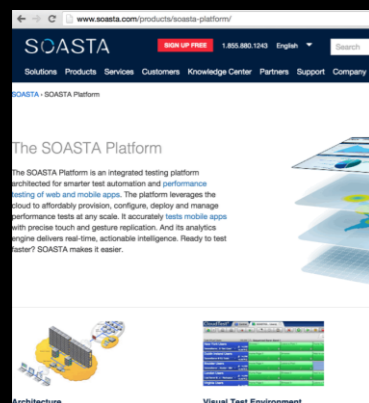 www.soasta.com/products/soasta-platform/
SOASTA
SIGN UP FREE 1.855.880.1243 English Search
Solutions Products Services Customers Knowledge Center Partners Support Company
SOASTA › SOASTA Platform
The SOASTA Platform
The SOASTA Platform is an integrated testing platform
architected for smarter test automation and performance
testing of web and mobile apps. The platform leverages the
cloud to affordably provision, configure, deploy and manage
performance tests at any scale. It accurately tests mobile apps
with precise touch and gesture replication. And its analytics
engine delivers real-time, actionable intelligence. Ready to test
faster? SOASTA makes it easier.
Architecture
Visual Test Environment